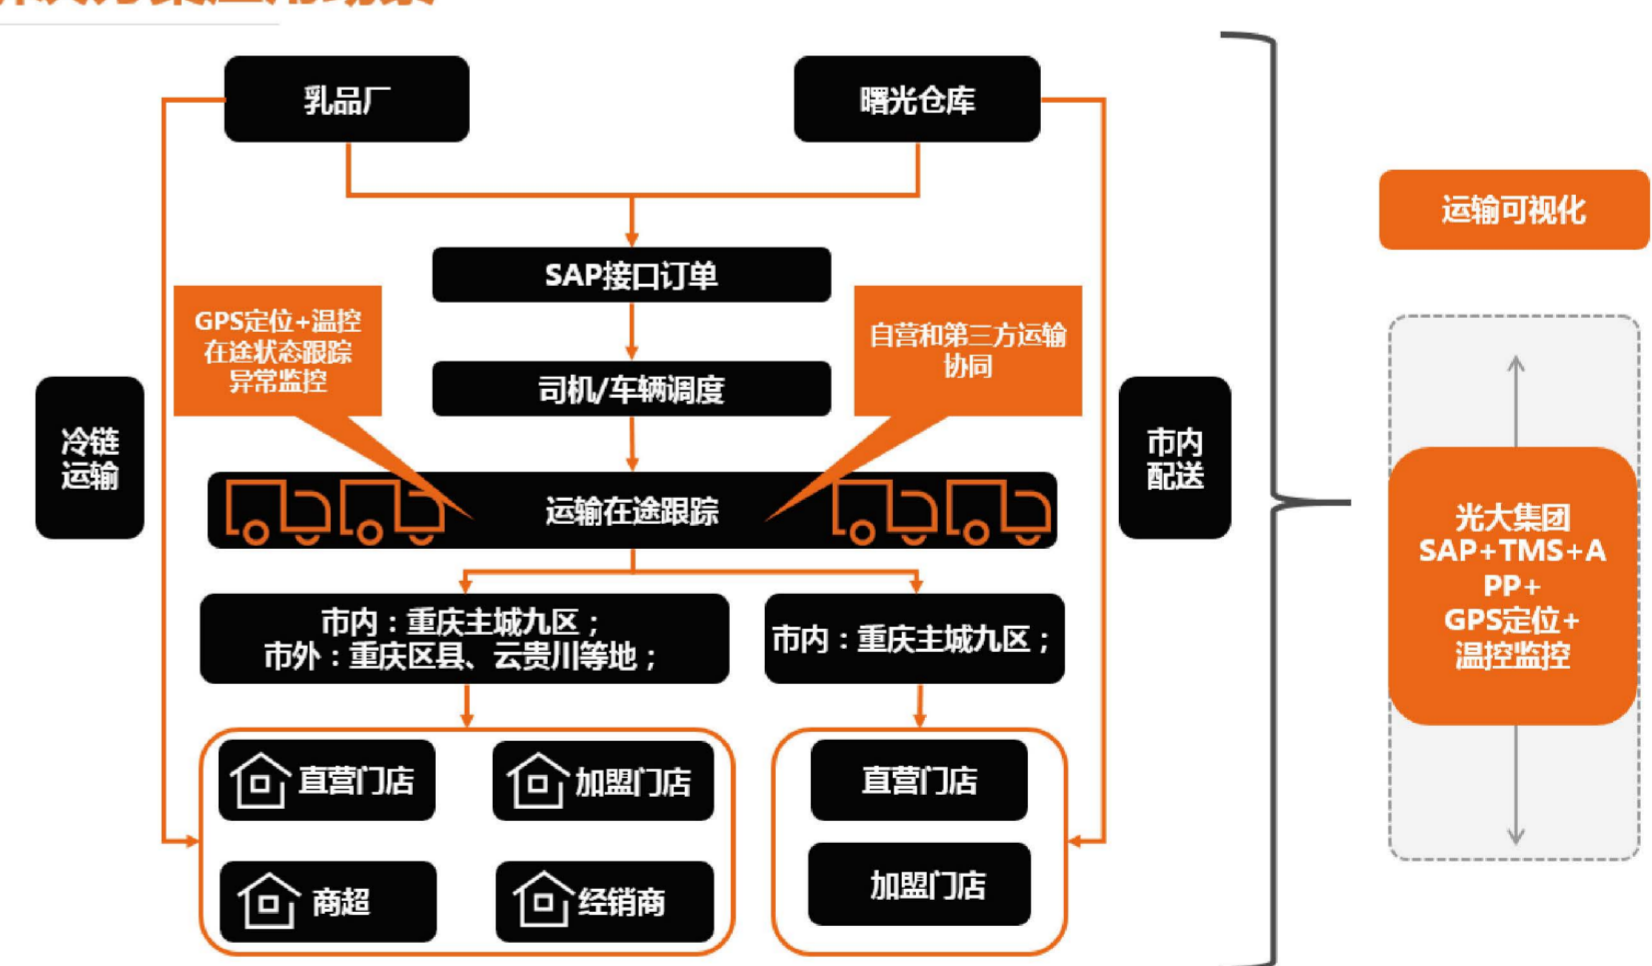 乳品厂
曙光仓库
运输可视化
SAP接口订单
GPS定位+温控
在途状态跟踪
异常监控
自营和第三方运输
协同
司机/车辆调度
冷链
运输
市内
配送
运输在途跟踪
光大集团
SAP+TMS+A
PP+
GPS定位+
温控监控
市内：重庆主城九区；
市外：重庆区县、云贵川等地；
市内：重庆主城九区；
直营门店
加盟门店
直营门店
商超
经销商
加盟门店